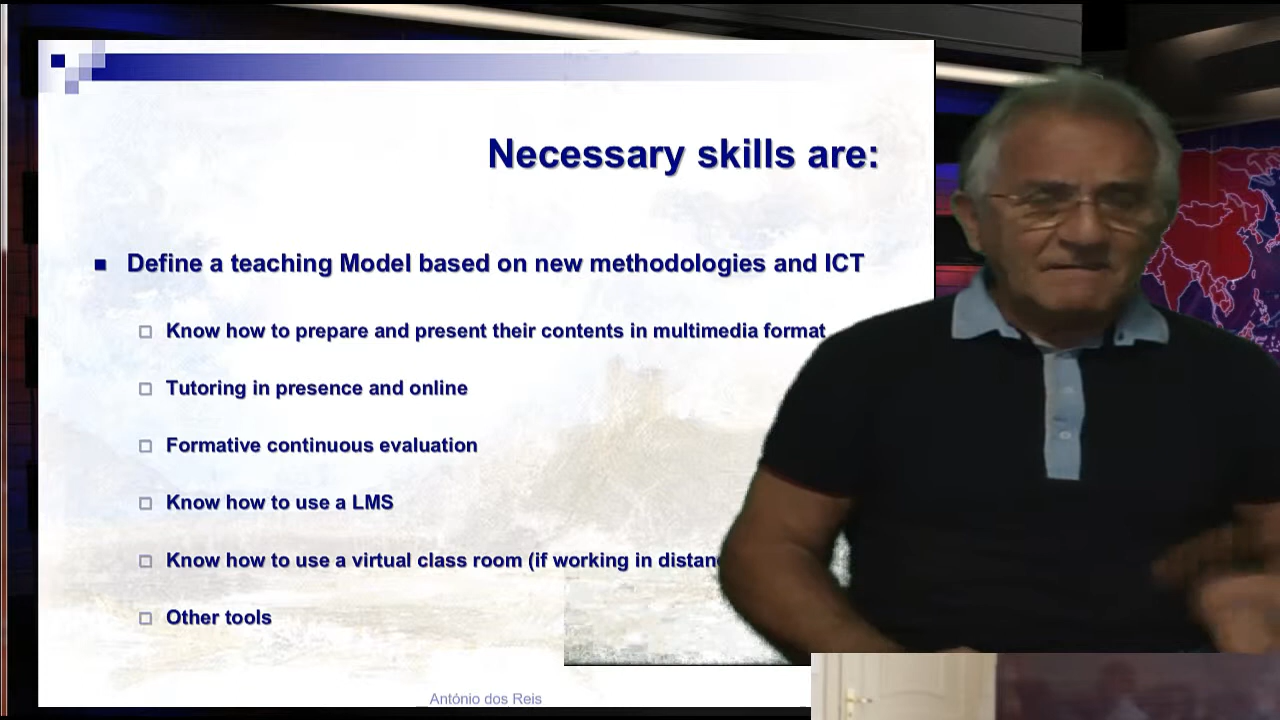 Necessary skills are:
Define a teaching Model based on new methodologies and ICT
Know how to prepare and present their contents in multimedia format
Tutoring in presence and online
Formative continuous evaluation
Know how to use a LMS
Know how to use a virtual class room (if working in
Other tools
António dos Reis